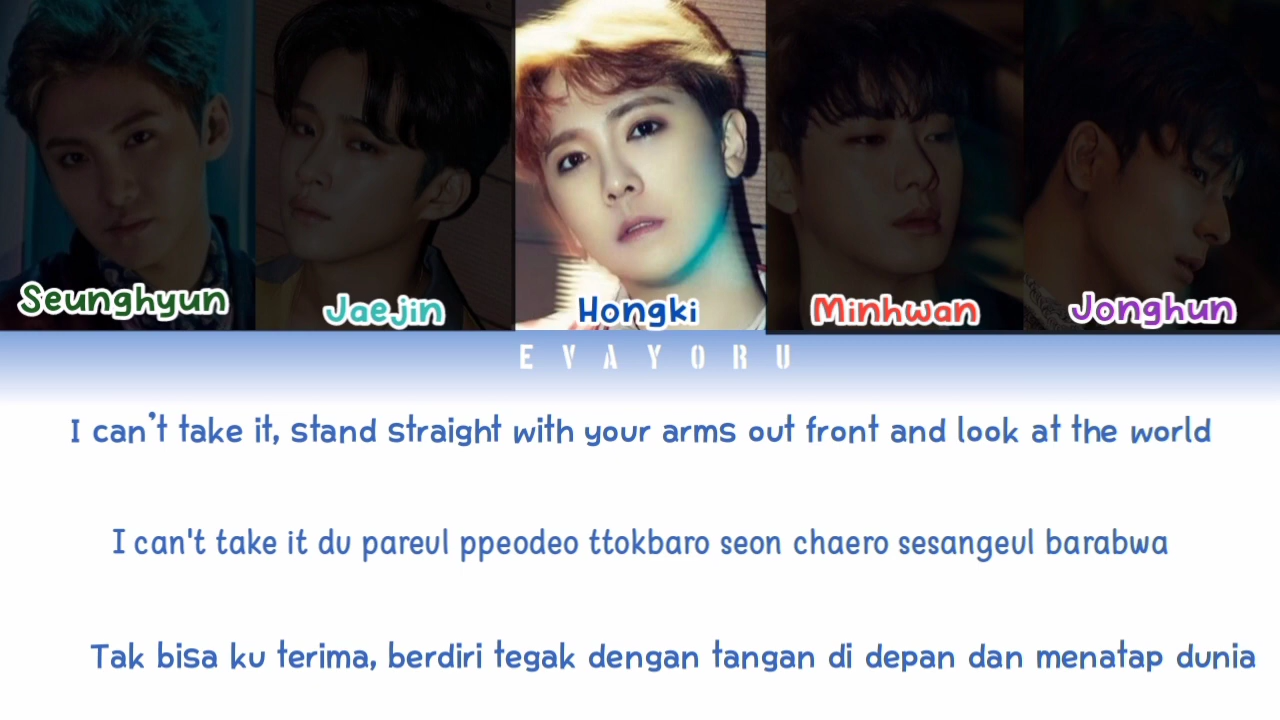 Seunghyun
Jaejin
Hongki
Minhwan
Jonghun
EVAYORU
I can't take it, stand straight with your arms out front and look at the world
I can't take it du pareul ppeodeo ttokbaro seon chaero sesangeul barabwa
Tak bisa ku terima, berdiri tegak dengan tangan di depan dan menatap dunia